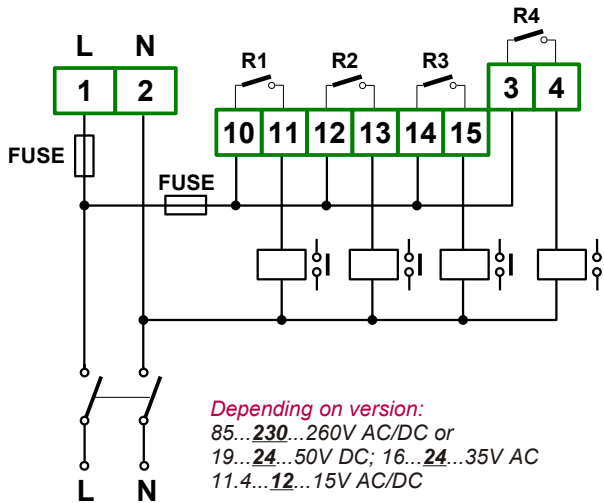 L N
R1 R2 R3 R4
1 2
3 4
10 11 12 13 14 15
FUSE
FUSE
Depending on version:
85...230...260V AC/DC or
19...24...50V DC; 16...24...35V AC
11.4...12...15V AC/DC
L N